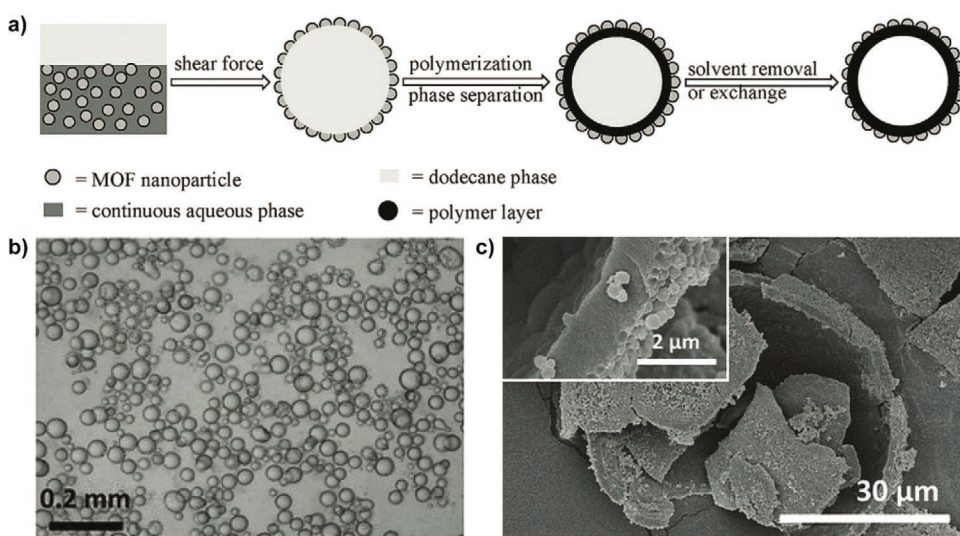 a)
shear force
polymerization
phase separation
solvent removal
or exchange
= MOF nanoparticle
= dodecane phase
= continuous aqueous phase
= polymer layer
b)
0.2 mm
c)
2 μm
30 μm